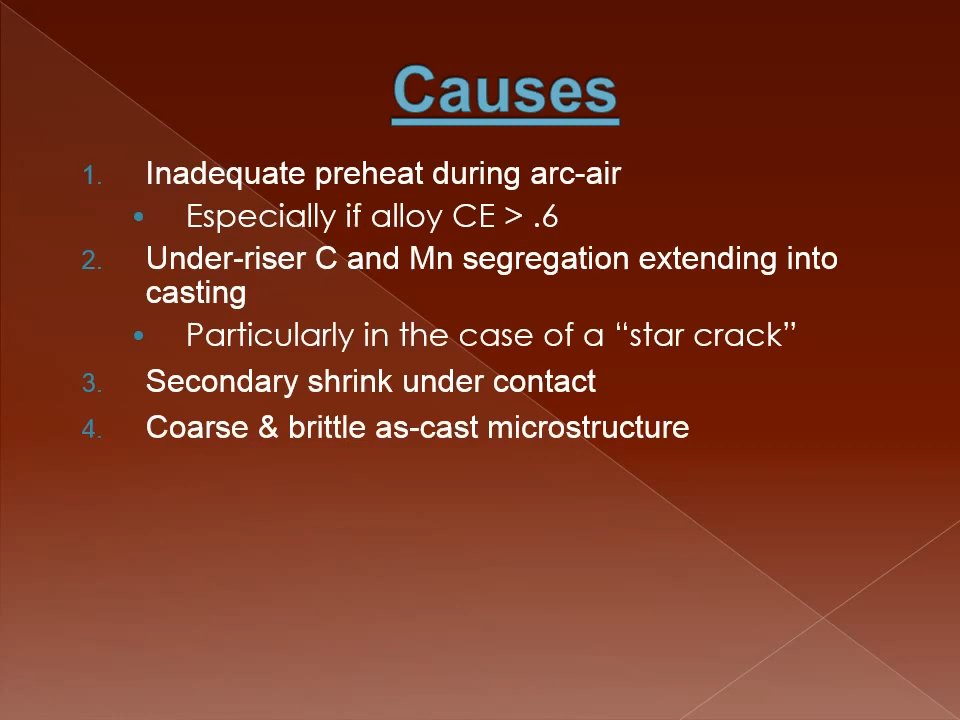 Causes
1. Inadequate preheat during arc-air
• Especially if alloy CE > .6
2. Under-riser C and Mn segregation extending into
casting
• Particularly in the case of a “star crack”
3. Secondary shrink under contact
4. Coarse & brittle as-cast microstructure